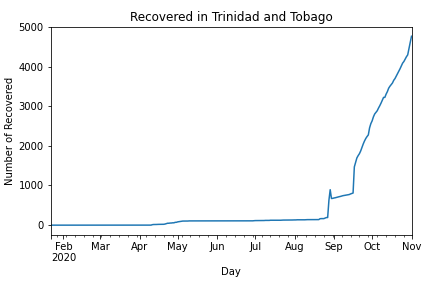 Recovered in Trinidad and Tobago
Number of Recovered
5000
4000
3000
2000
1000
0
Feb Mar Apr May Jun Jul Aug Sep Oct Nov
2020
Day